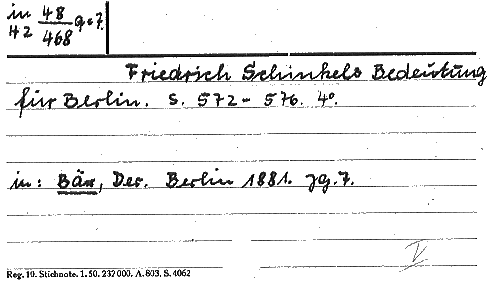 in 48 Jg. 7.
42 468
Friedrich Schinkels Bedeutung
für Berlin. S. 572 - 576. 4°.
in: Bär, Der. Berlin 1881. Jg. 7.
V
Reg. 10. Stichnote. 1. 50. 232000. A. 803. S. 4062